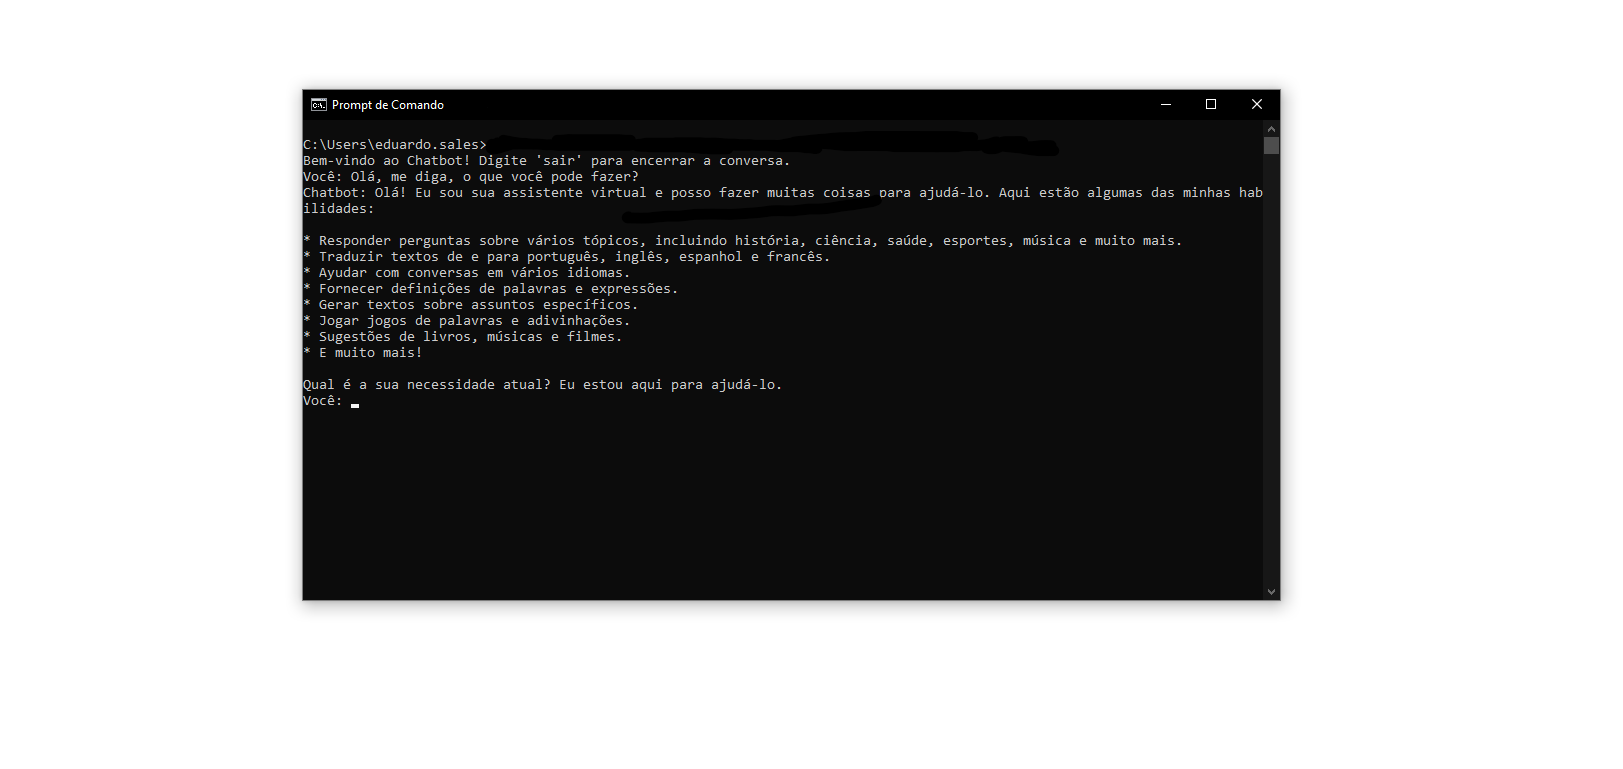 Prompt de Comando
C:\Users\eduardo.sales>
Bem-vindo ao Chatbot! Digite 'sair' para encerrar a conversa.
Você: Olá, me diga, o que você pode fazer?
Chatbot: Olá! Eu sou sua assistente virtual e posso fazer muitas coisas para ajudá-lo. Aqui estão algumas das minhas hab
ilidades:
* Responder perguntas sobre vários tópicos, incluindo história, ciência, saúde, esportes, música e muito mais.
* Traduzir textos de e para português, inglês, espanhol e francês.
* Ayudar com conversas em vários idiomas.
* Fornecer definições de palavras e expressões.
* Gerar textos sobre assuntos específicos.
* Jogar jogos de palavras e adivinhações.
* Sugestões de livros, músicas e filmes.
* E muito mais!
Qual é a sua necessidade atual? Eu estou aqui para ajudá-lo.
Você: